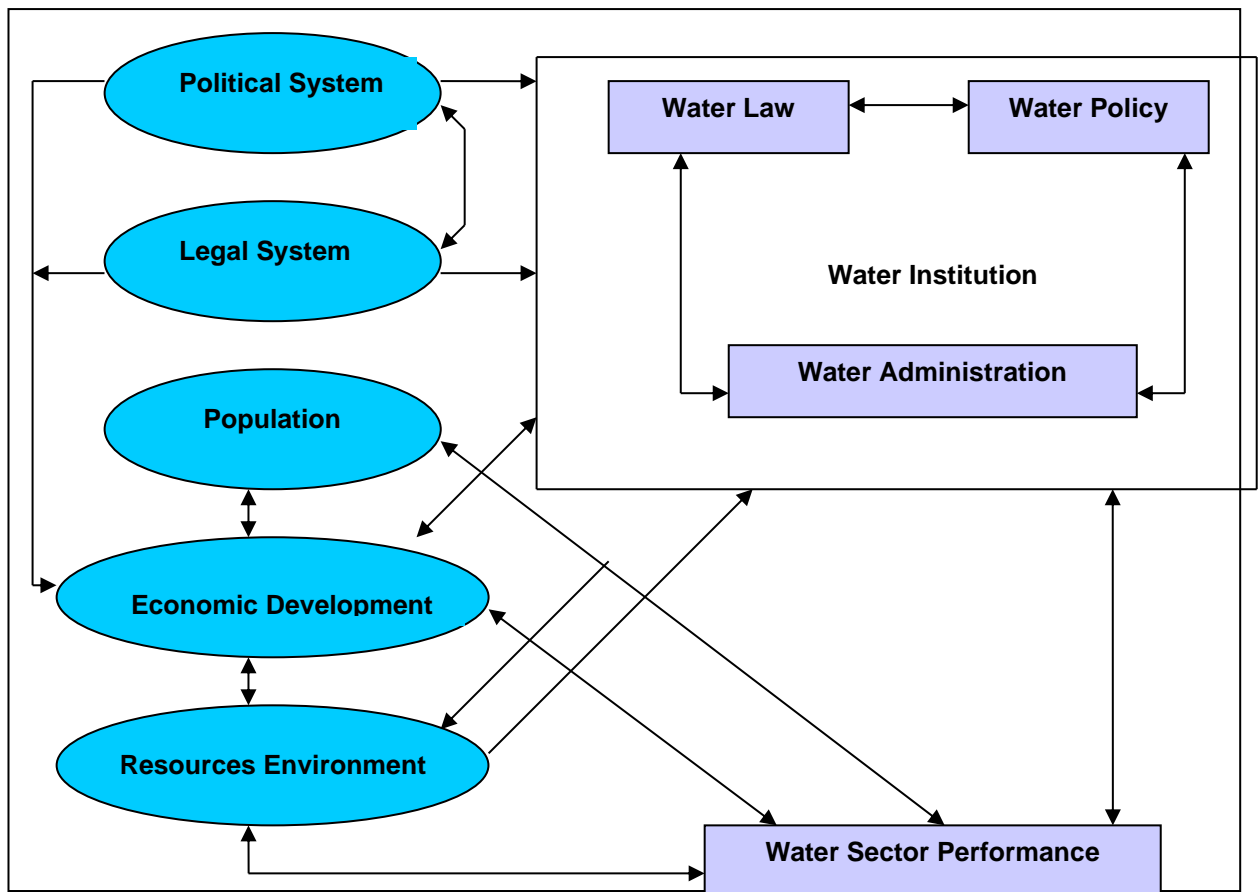 Political System
Water Law
Water Policy
Legal System
Water Institution
Water Administration
Population
Economic Development
Resources Environment
Water Sector Performance